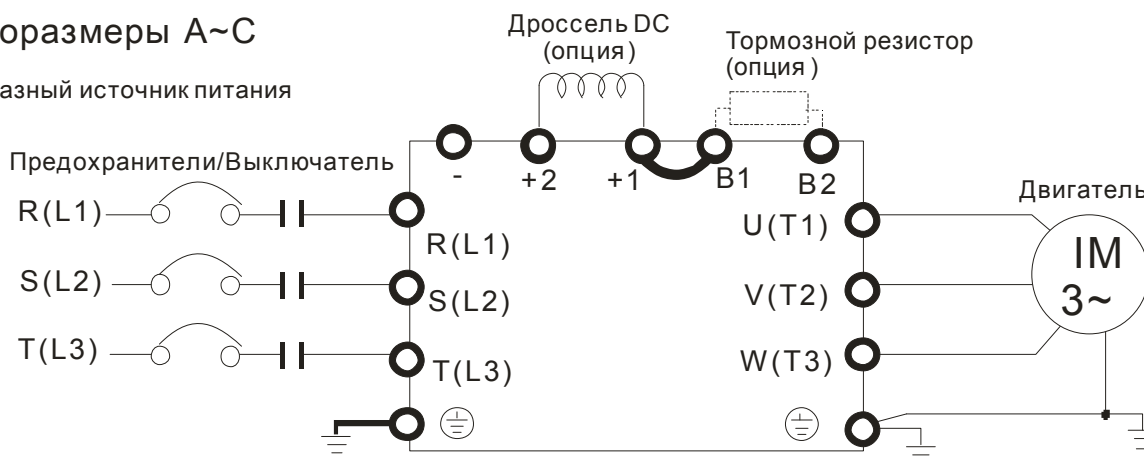 оразмеры A~C
азный источник питания
Дроссель DC
(опция)
Тормозной резистор
(опция)
Предохранители/Выключатель
-
+2
+1
B1
B2
Двигатель
R(L1)
R(L1)
U(T1)
IM
3~
S(L2)
S(L2)
V(T2)
T(L3)
T(L3)
W(T3)